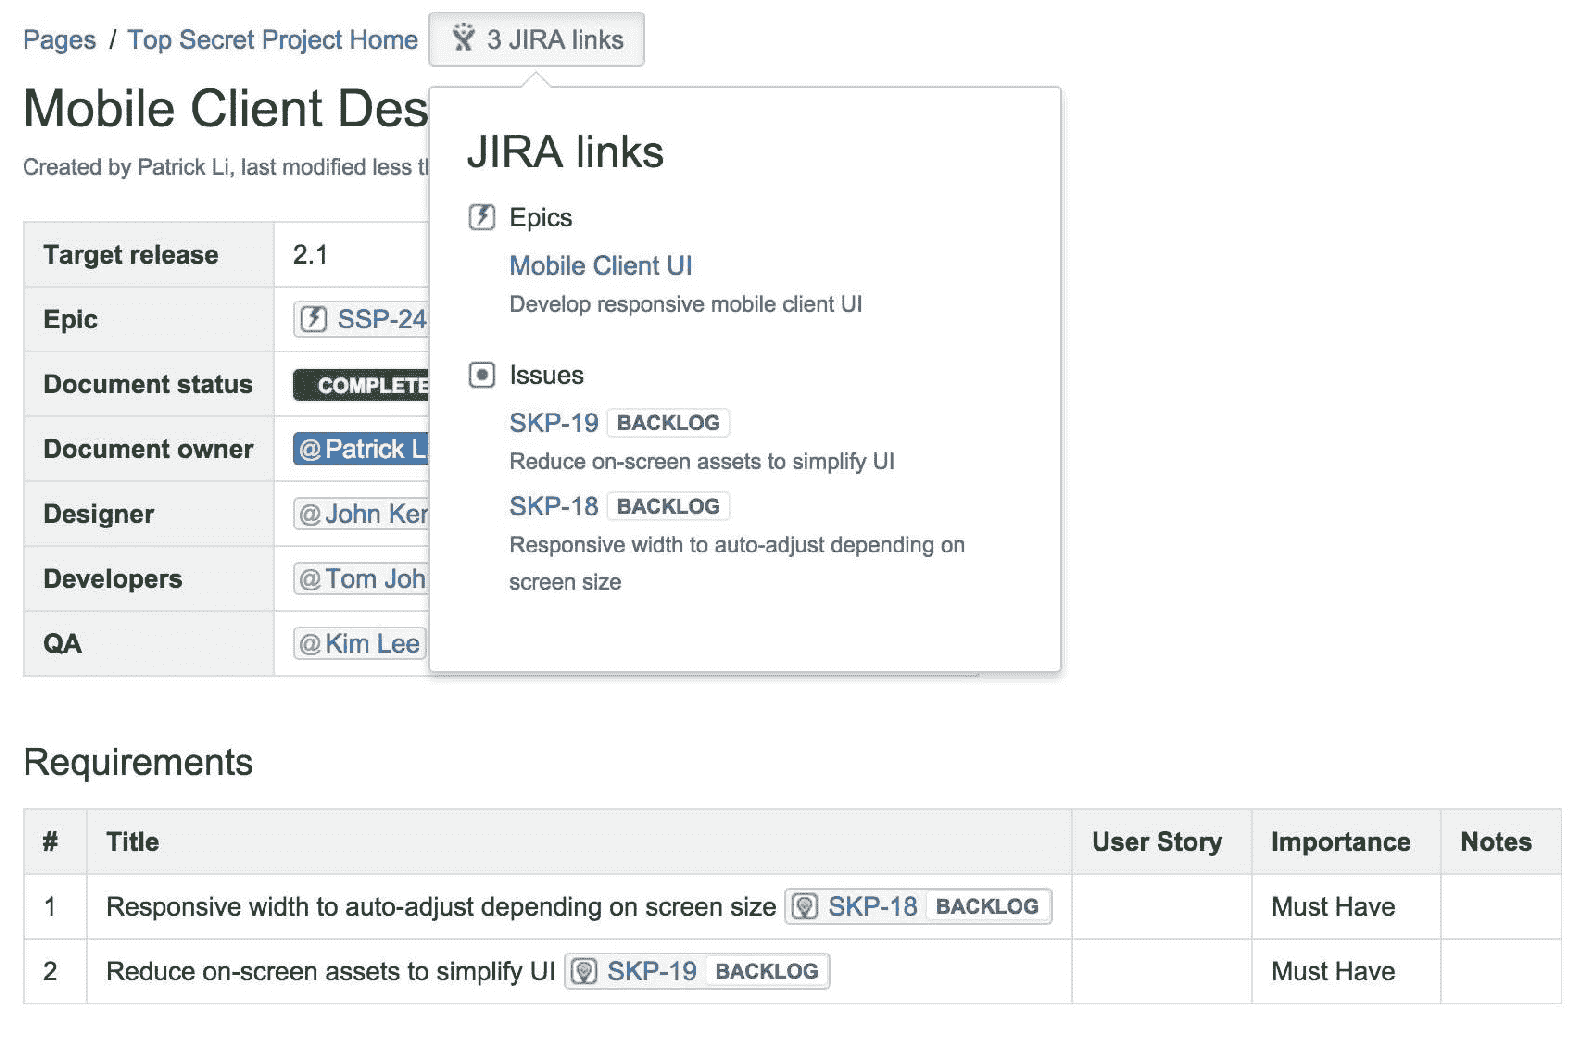 Pages / Top Secret Project Home 3 JIRA links
Mobile Client Des
Created by Patrick Li, last modified less
JIRA links
Epics
Mobile Client UI
Develop responsive mobile client UI
Issues
SKP-19 BACKLOG
Reduce on-screen assets to simplify UI
SKP-18 BACKLOG
Responsive width to auto-adjust depending on
screen size
Target release 2.1
Epic SSP-24
Document status COMPLETE
Document owner @Patrick L
Designer @John Ker
Developers @Tom Joh
QA @Kim Lee
Requirements
# Title User Story Importance Notes
1 Responsive width to auto-adjust depending on screen size SKP-18 BACKLOG Must Have
2 Reduce on-screen assets to simplify UI SKP-19 BACKLOG Must Have